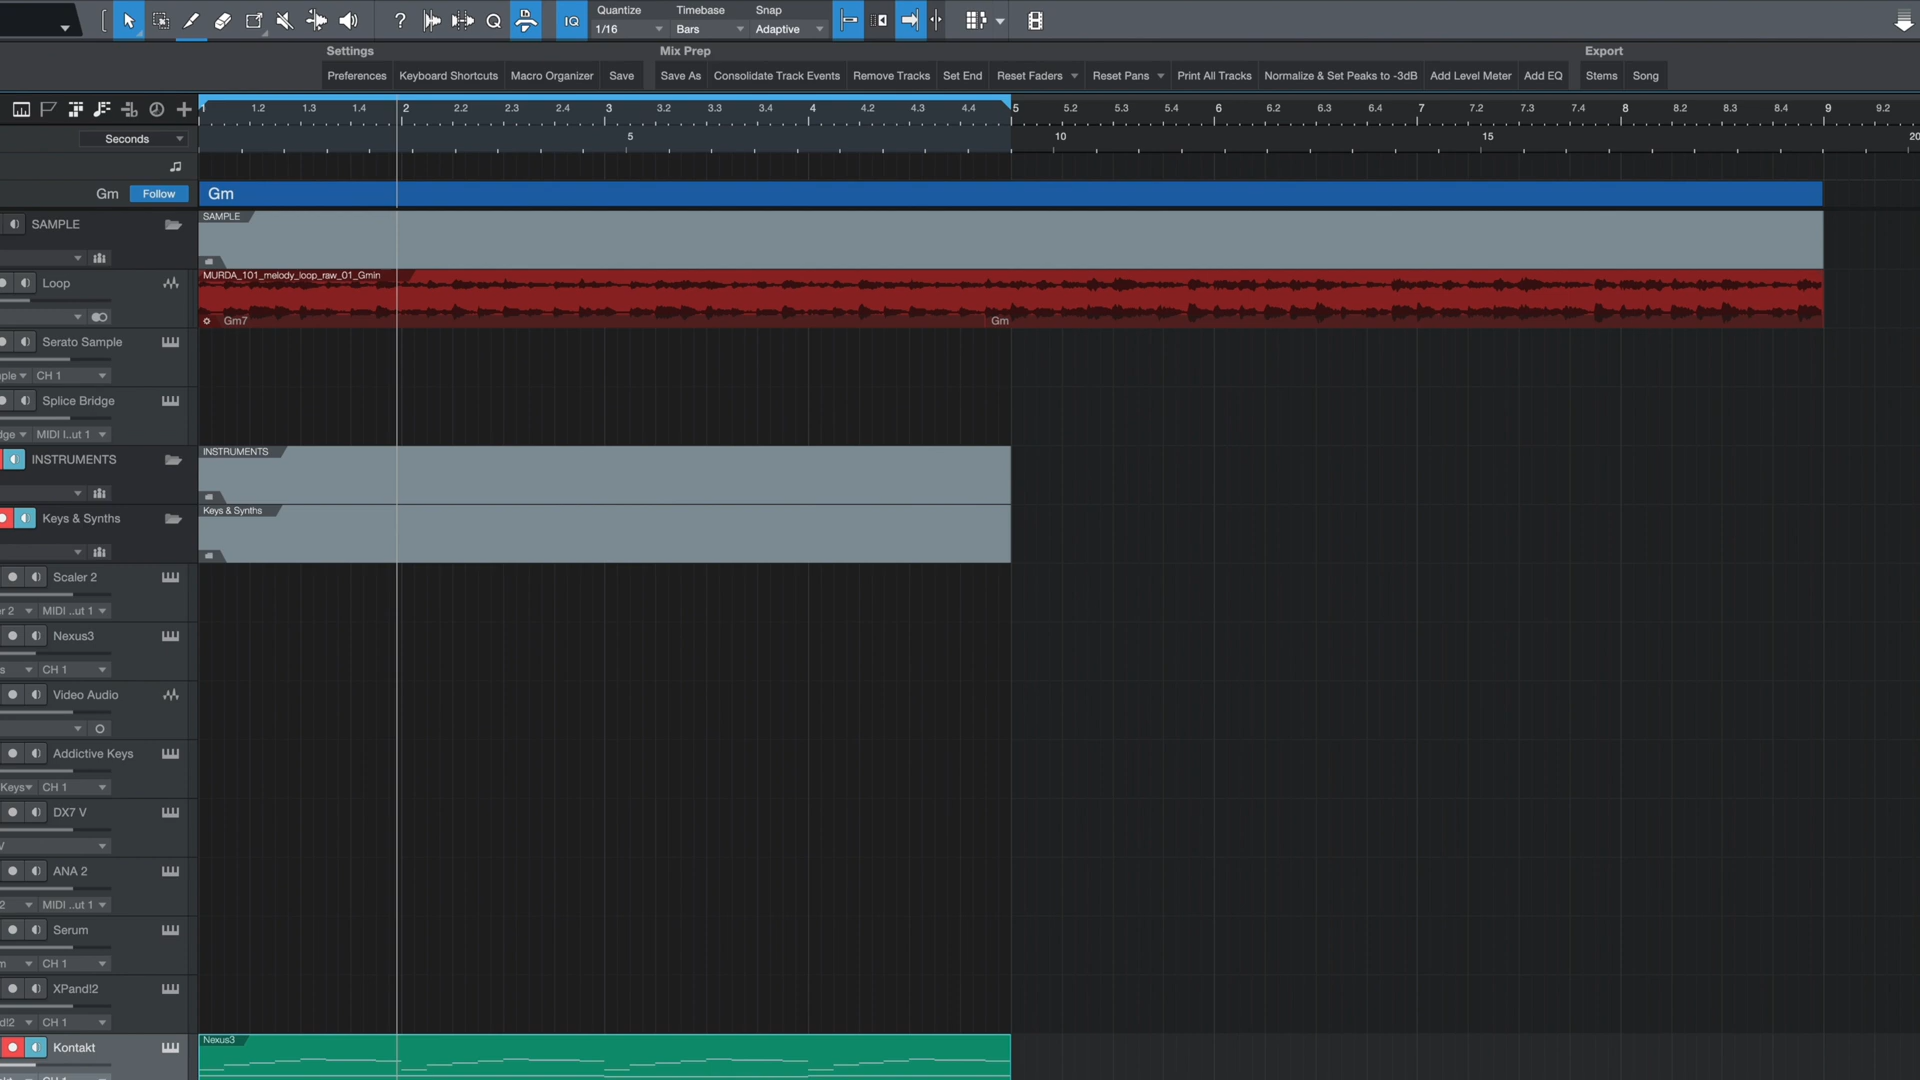 Quantize Timebase Snap
1/16 Bars Adaptive
IQ
Settings Mix Prep Export
Preferences Keyboard Shortcuts Macro Organizer Save Save As Consolidate Track Events Remove Tracks Set End Reset Faders Reset Pans Print All Tracks Normalize & Set Peaks to -3dB Add Level Meter Add EQ Stems Song
1 1.2 1.3 1.4 2 2.2 2.3 2.4 3 3.2 3.3 3.4 4 4.2 4.3 4.4 5 5.2 5.3 5.4 6 6.2 6.3 6.4 7 7.2 7.3 7.4 8 8.2 8.3 8.4 9 9.2
Seconds 5 10 15 20
Gm Follow Gm
SAMPLE SAMPLE
Loop MURDA_101_melody_loop_raw_01_Gmin
Gm7 Gm
Serato Sample
ple CH 1
Splice Bridge
dge MIDI I..ut 1
INSTRUMENTS INSTRUMENTS
Keys & Synths Keys & Synths
Scaler 2
er 2 MIDI ..ut 1
Nexus3
s CH 1
Video Audio
Addictive Keys
Keys CH 1
DX7 V
V
ANA 2
2 MIDI ..ut 1
Serum
m CH 1
XPand!2
d!2 CH 1
Kontakt Nexus3